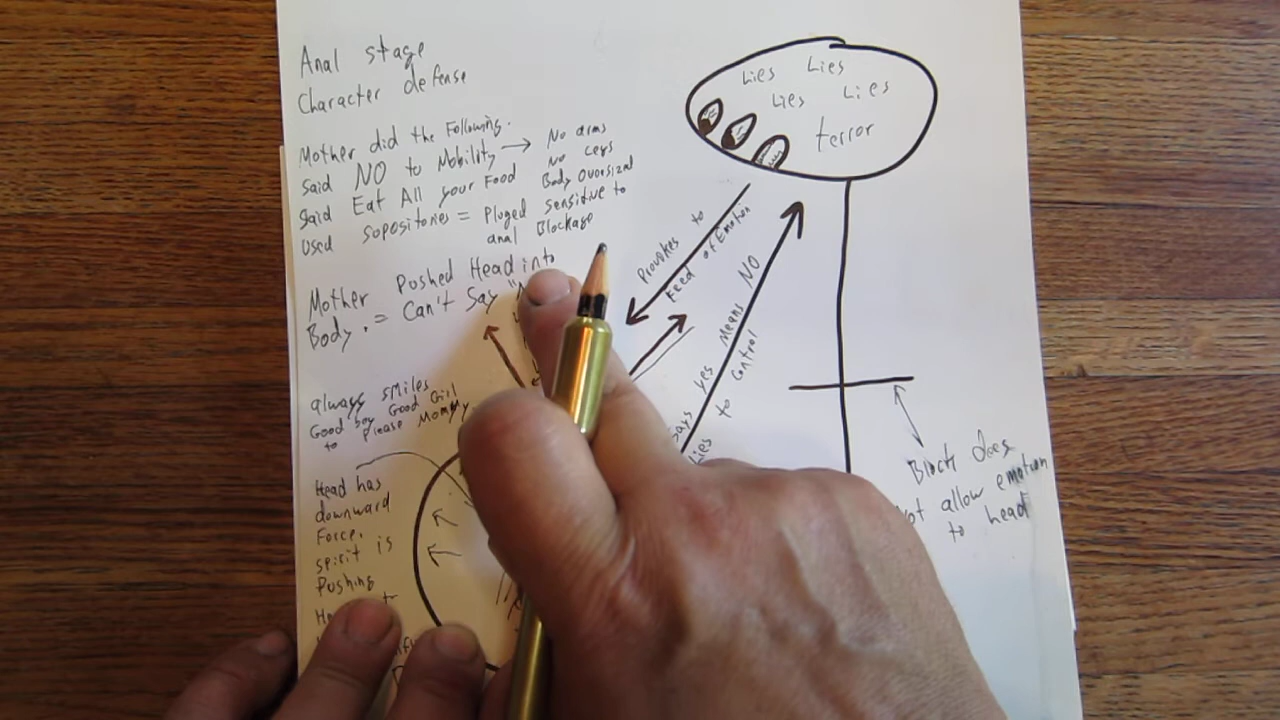 Anal stage
Character defense
Mother did the Following.
Said NO to Mobility → No arms
No Legs
Said Eat All your Food Body Oversized
Used sopositories = Pluged sensitive to
anal Blockage
Mother Pushed Head into
Body. = Can't Say
always smiles
Good boy Good Girl
to please Mommy
Head has
downward
Force.
spirit is
Pushing
Lies Lies
Lies Lies
terror
Provokes to
Feed of Emotion
Says yes Means NO
Lies to control
Block does
not allow emotion
to head